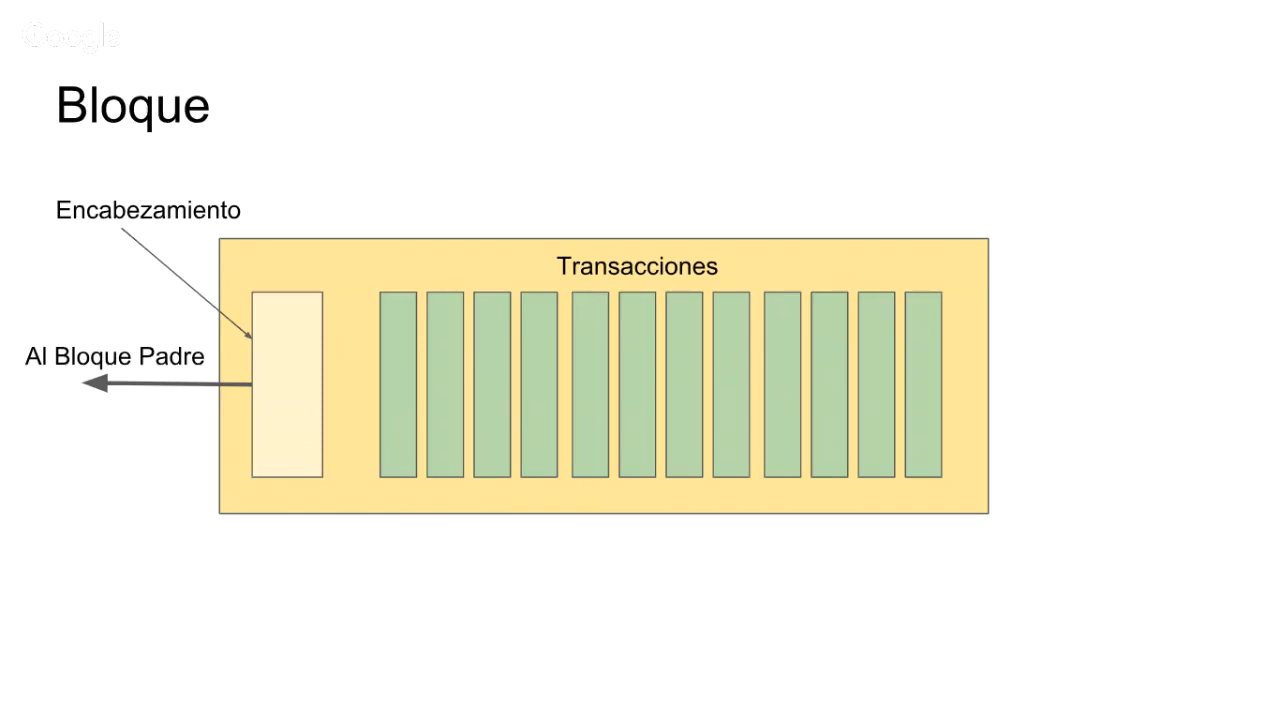 Google
Bloque
Encabezamiento
Transacciones
Al Bloque Padre